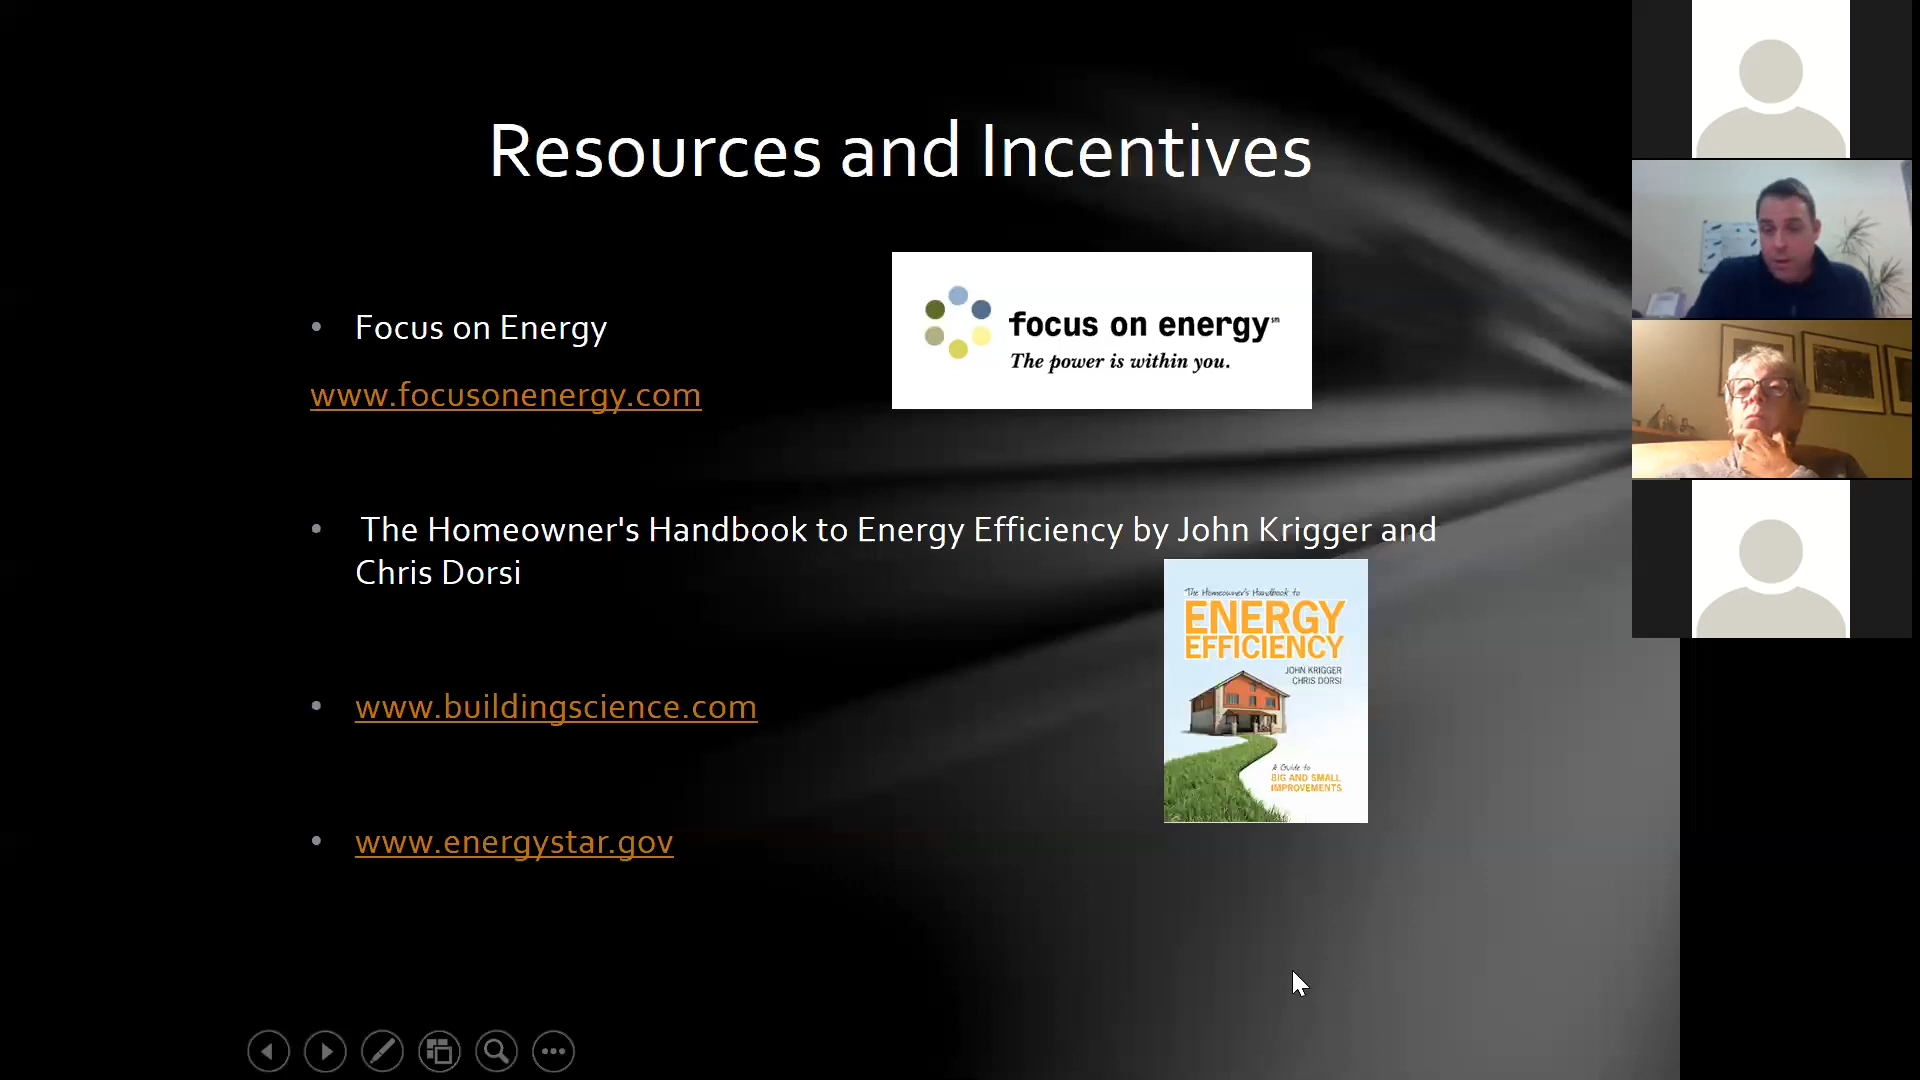 Resources and Incentives
• Focus on Energy
www.focusonenergy.com
focus on energy℠
The power is within you.
• The Homeowner's Handbook to Energy Efficiency by John Krigger and
Chris Dorsi
The Homeowner's Handbook to
ENERGY
EFFICIENCY
JOHN KRIGGER
CHRIS DORSI
A Guide to
BIG AND SMALL
IMPROVEMENTS
• www.buildingscience.com
• www.energystar.gov